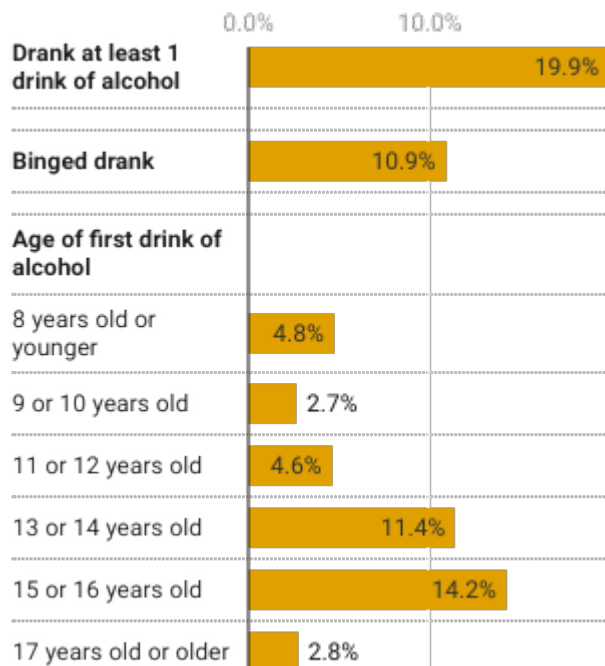 0.0% 10.0%
Drank at least 1
drink of alcohol
19.9%
Binged drank
10.9%
Age of first drink of
alcohol
8 years old or
younger
4.8%
9 or 10 years old
2.7%
11 or 12 years old
4.6%
13 or 14 years old
11.4%
15 or 16 years old
14.2%
17 years old or older
2.8%